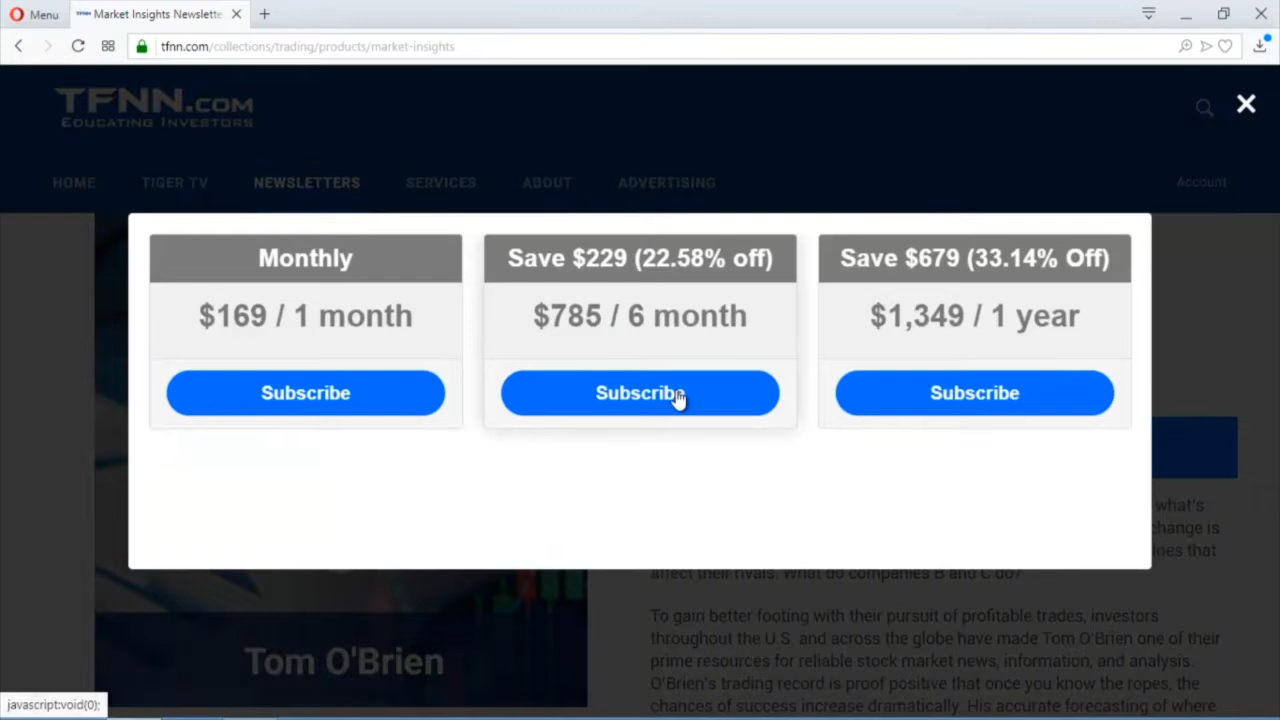 Menu
Market Insights Newslette
tfnn.com/collections/trading/products/market-insights
TFNN.COM
EDUCATING INVESTORS
HOME
TIGER TV
NEWSLETTERS
SERVICES
ABOUT
ADVERTISING
Account
Monthly
$169 / 1 month
Subscribe
Save $229 (22.58% off)
$785 / 6 month
Subscribe
Save $679 (33.14% Off)
$1,349 / 1 year
Subscribe
what's
change is
does that
affect their rivals. What do companies B and C do?
To gain better footing with their pursuit of profitable trades, investors
throughout the U.S. and across the globe have made Tom O'Brien one of their
prime resources for reliable stock market news, information, and analysis.
O'Brien's trading record is proof positive that once you know the ropes, the
chances of success increase dramatically. His accurate forecasting of where
Tom O'Brien
javascript:void(0);